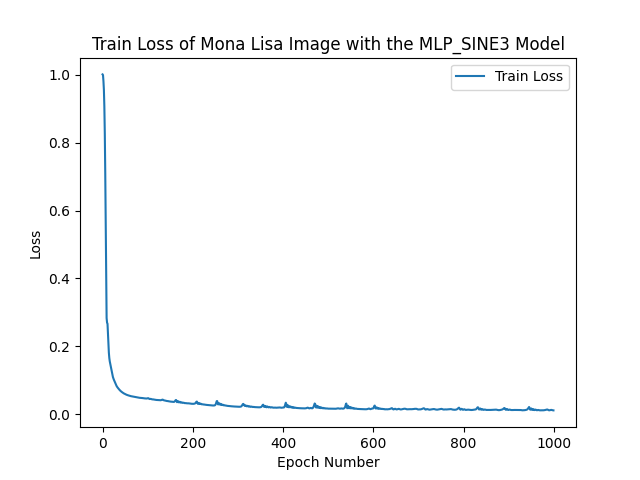 Train Loss of Mona Lisa Image with the MLP_SINE3 Model
Train Loss
1.0
0.8
0.6
0.4
0.2
0.0
Loss
0 200 400 600 800 1000
Epoch Number